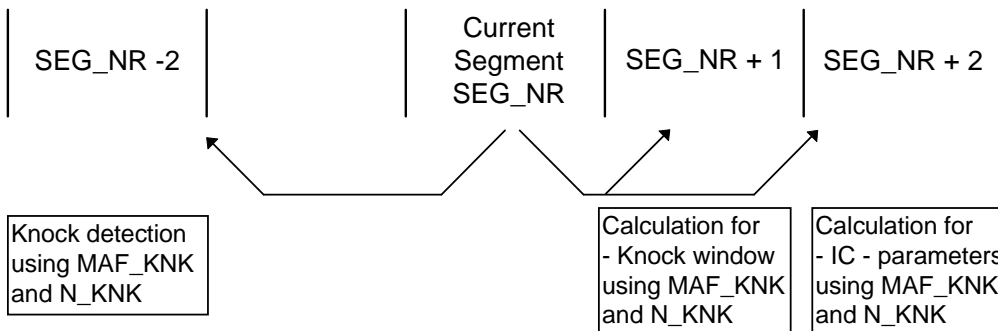 SEG_NR -2
Current
Segment
SEG_NR
SEG_NR + 1
SEG_NR + 2
Knock detection
using MAF_KNK
and N_KNK
Calculation for
- Knock window
using MAF_KNK
and N_KNK
Calculation for
- IC - parameters
using MAF_KNK
and N_KNK